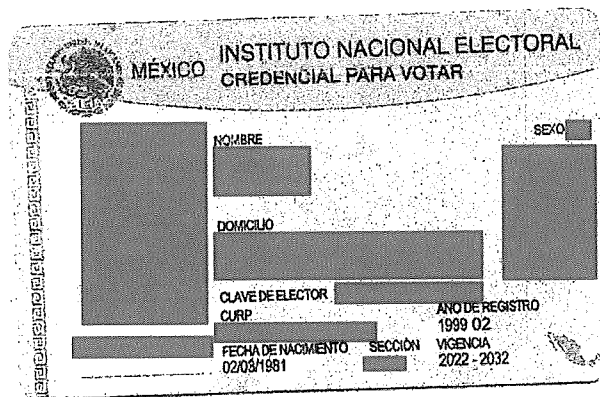 MÉXICO INSTITUTO NACIONAL ELECTORAL
CREDENCIAL PARA VOTAR
NOMBRE
SEXO
DOMICILIO
CLAVE DE ELECTOR
CURP
AÑO DE REGISTRO
1999 02
FECHA DE NACIMIENTO
02/03/1981
SECCIÓN
VIGENCIA
2022 - 2032